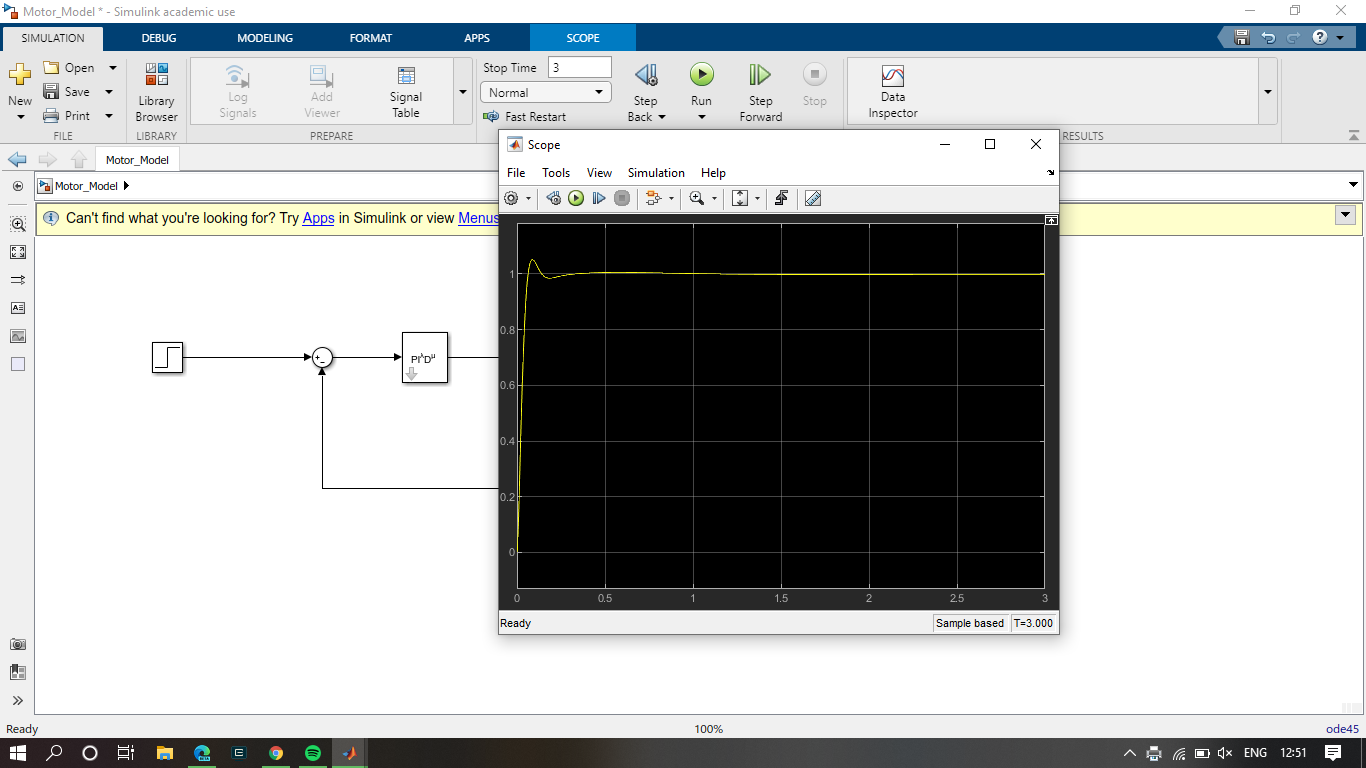 Motor_Model * - Simulink academic use
SIMULATION DEBUG MODELING FORMAT APPS SCOPE
New
Open
Save
Print
FILE
Library Browser
LIBRARY
Log Signals
Add Viewer
Signal Table
PREPARE
Stop Time 3
Normal
Fast Restart
Step Back
Run
Step Forward
Stop
Data Inspector
RESULTS
Motor_Model
Motor_Model
Can't find what you're looking for? Try Apps in Simulink or view Menus
PIλDμ
Scope
File Tools View Simulation Help
1
0.8
0.6
0.4
0.2
0
0 0.5 1 1.5 2 2.5 3
Ready Sample based T=3.000
Ready 100% ode45
ENG 12:51